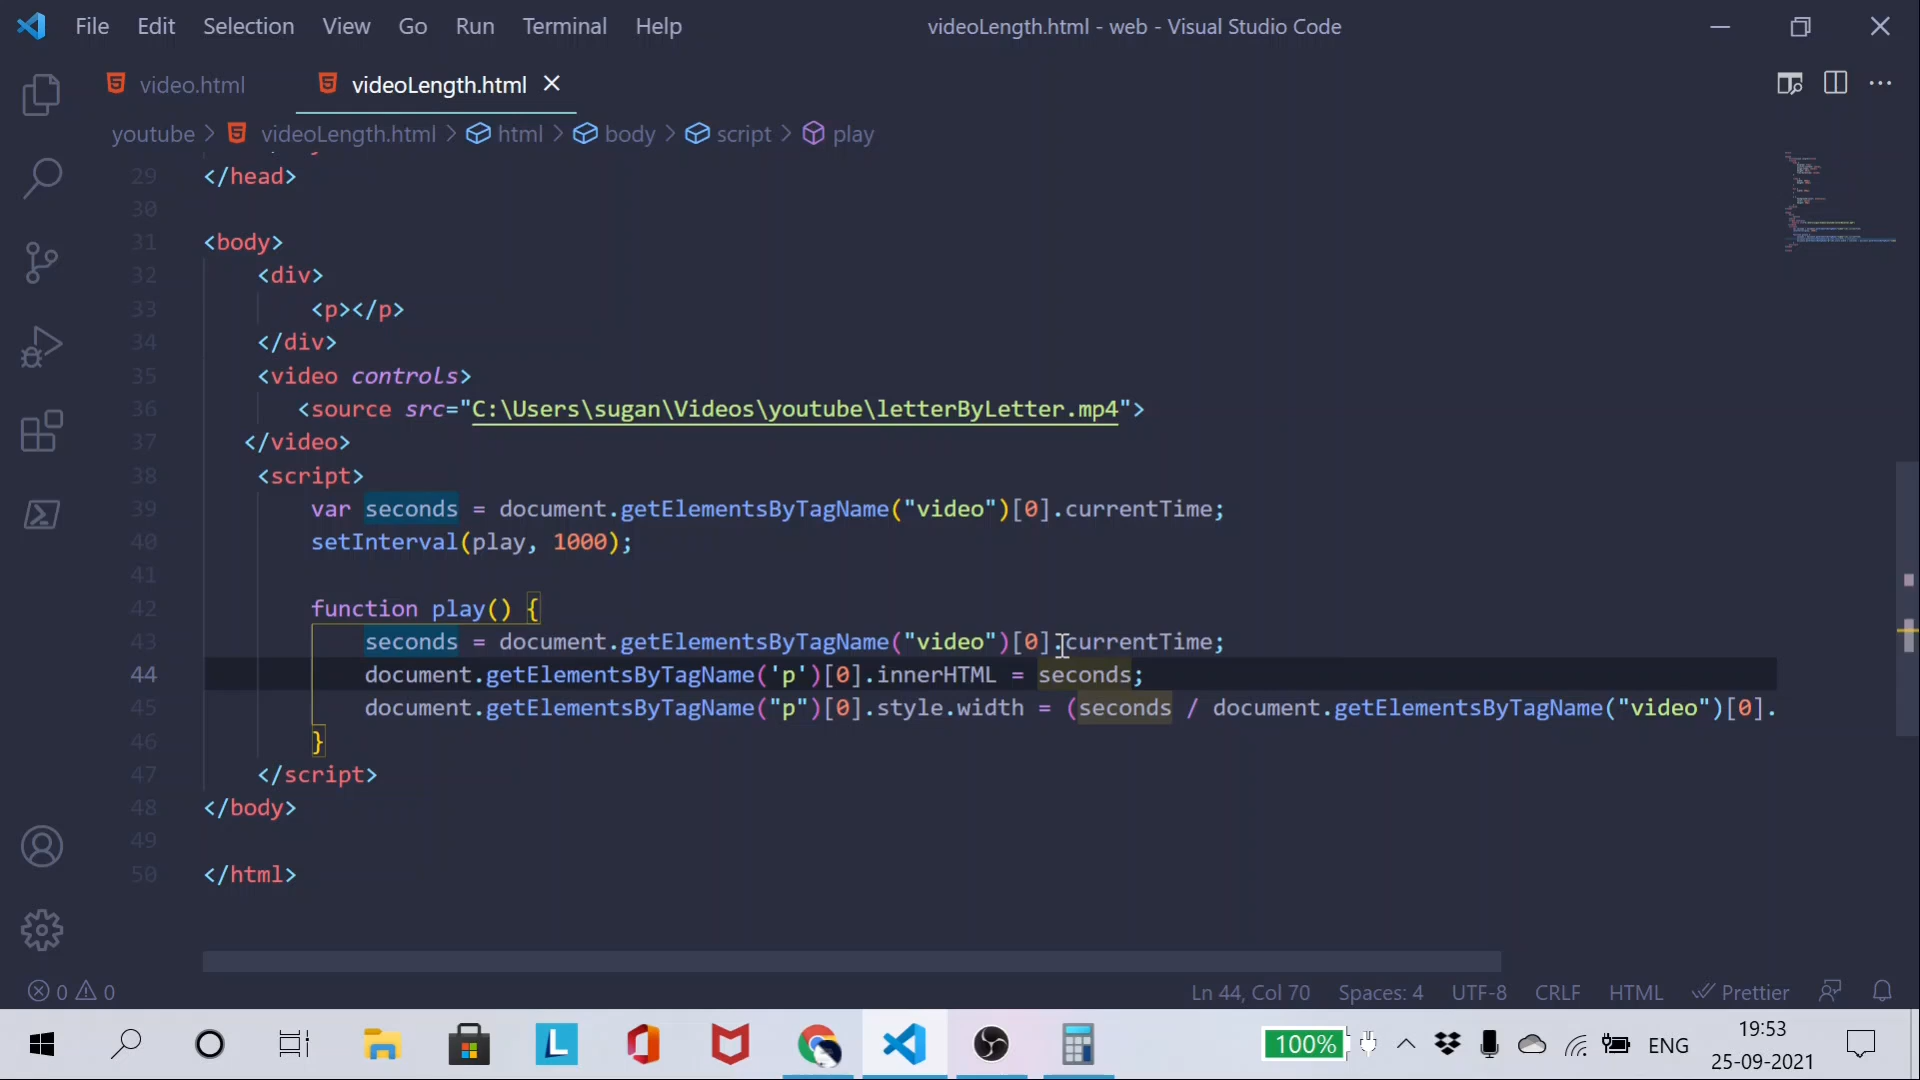 File Edit Selection View Go Run Terminal Help videoLength.html - web - Visual Studio Code
video.html videoLength.html
youtube > videoLength.html > html > body > script > play
29 </head>
30
31 <body>
32 <div>
33 <p></p>
34 </div>
35 <video controls>
36 <source src="C:\Users\sugan\Videos\youtube\letterByLetter.mp4">
37 </video>
38 <script>
39 var seconds = document.getElementsByTagName("video")[0].currentTime;
40 setInterval(play, 1000);
41
42 function play() {
43 seconds = document.getElementsByTagName("video")[0].currentTime;
44 document.getElementsByTagName('p')[0].innerHTML = seconds;
45 document.getElementsByTagName("p")[0].style.width = (seconds / document.getElementsByTagName("video")[0].
46 }
47 </script>
48 </body>
49
50 </html>
0 0 Ln 44, Col 70 Spaces: 4 UTF-8 CRLF HTML Prettier
L 100% ENG 19:53
25-09-2021